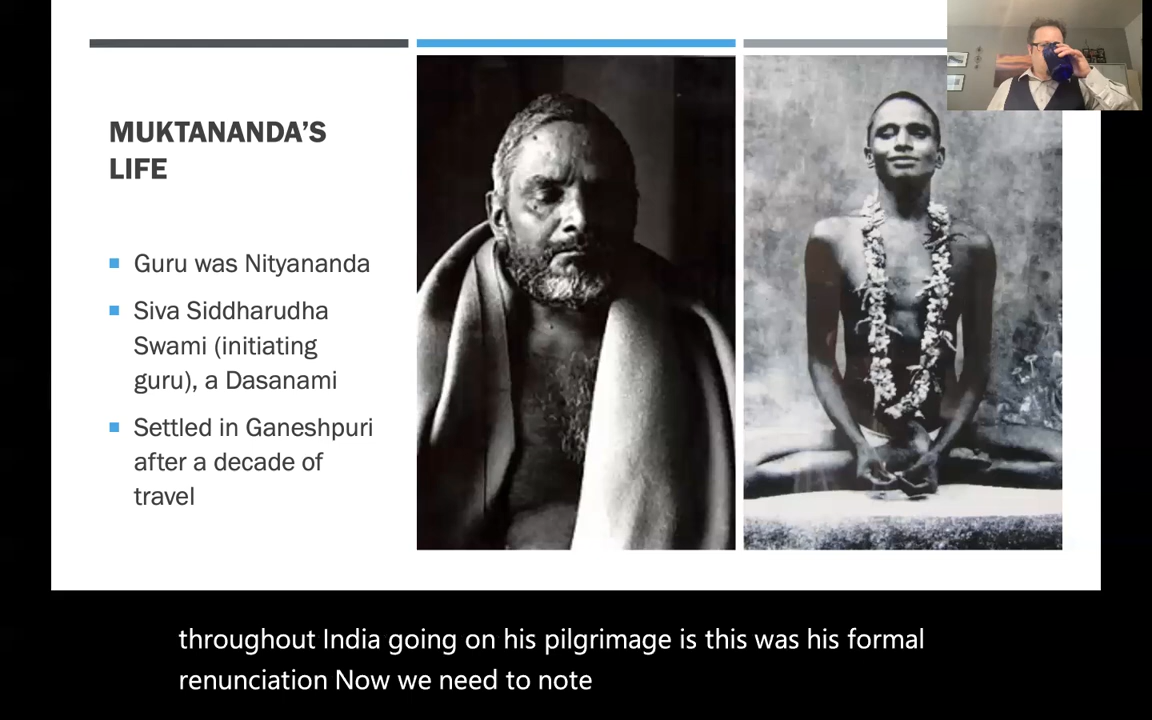 MUKTANANDA'S
LIFE
Guru was Nityananda
Siva Siddharudha
Swami (initiating
guru), a Dasanami
Settled in Ganeshpuri
after a decade of
travel
throughout India going on his pilgrimage is this was his formal
renunciation Now we need to note